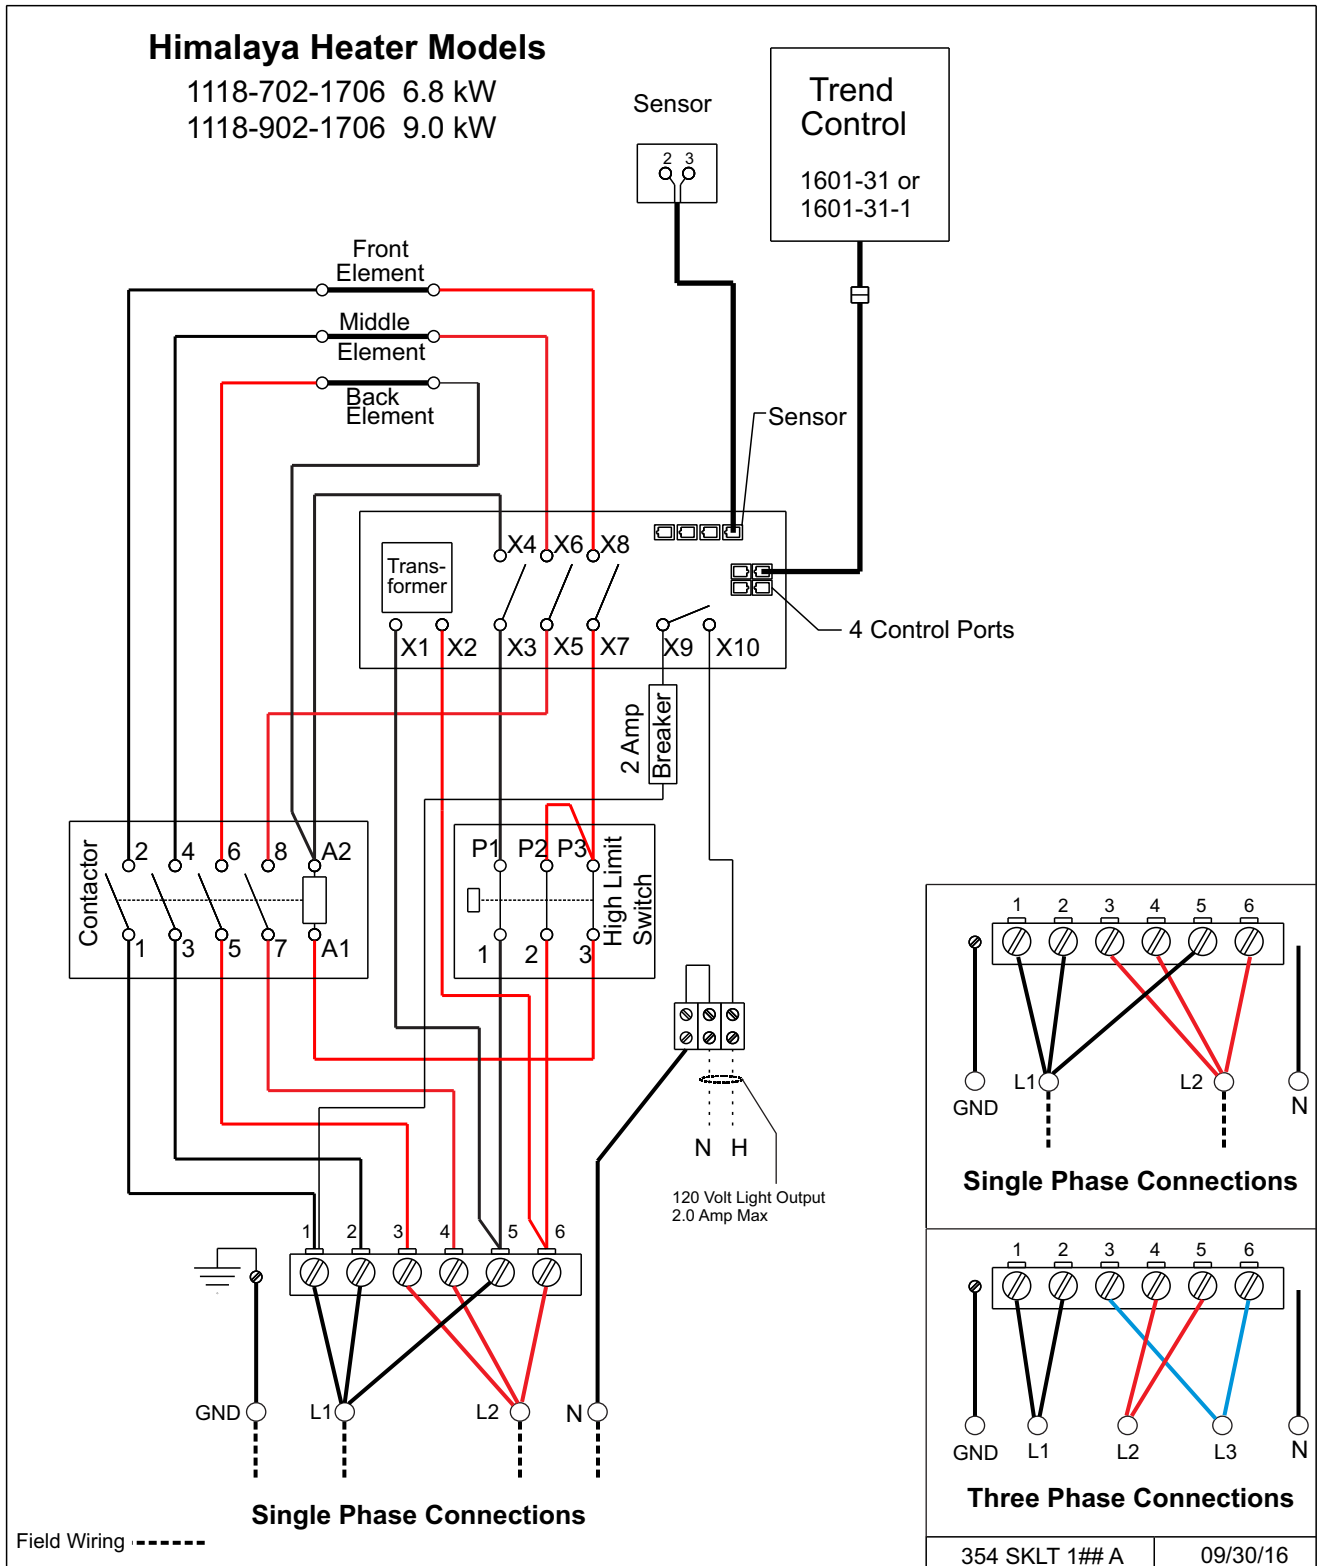 Himalaya Heater Models
1118-702-1706 6.8 kW
1118-902-1706 9.0 kW
Sensor
2 3
Trend
Control
1601-31 or
1601-31-1
Front
Element
Middle
Element
Back
Element
Sensor
Trans-
former
X4 X6 X8
X1 X2 X3 X5 X7 X9 X10
4 Control Ports
2 Amp
Breaker
Contactor
2 4 6 8 A2
1 3 5 7 A1
P1 P2 P3
1 2 3
High Limit
Switch
N H
120 Volt Light Output
2.0 Amp Max
1 2 3 4 5 6
GND L1 L2 N
Single Phase Connections
Field Wiring
1 2 3 4 5 6
GND L1 L2 N
Single Phase Connections
1 2 3 4 5 6
GND L1 L2 L3 N
Three Phase Connections
354 SKLT 1## A 09/30/16